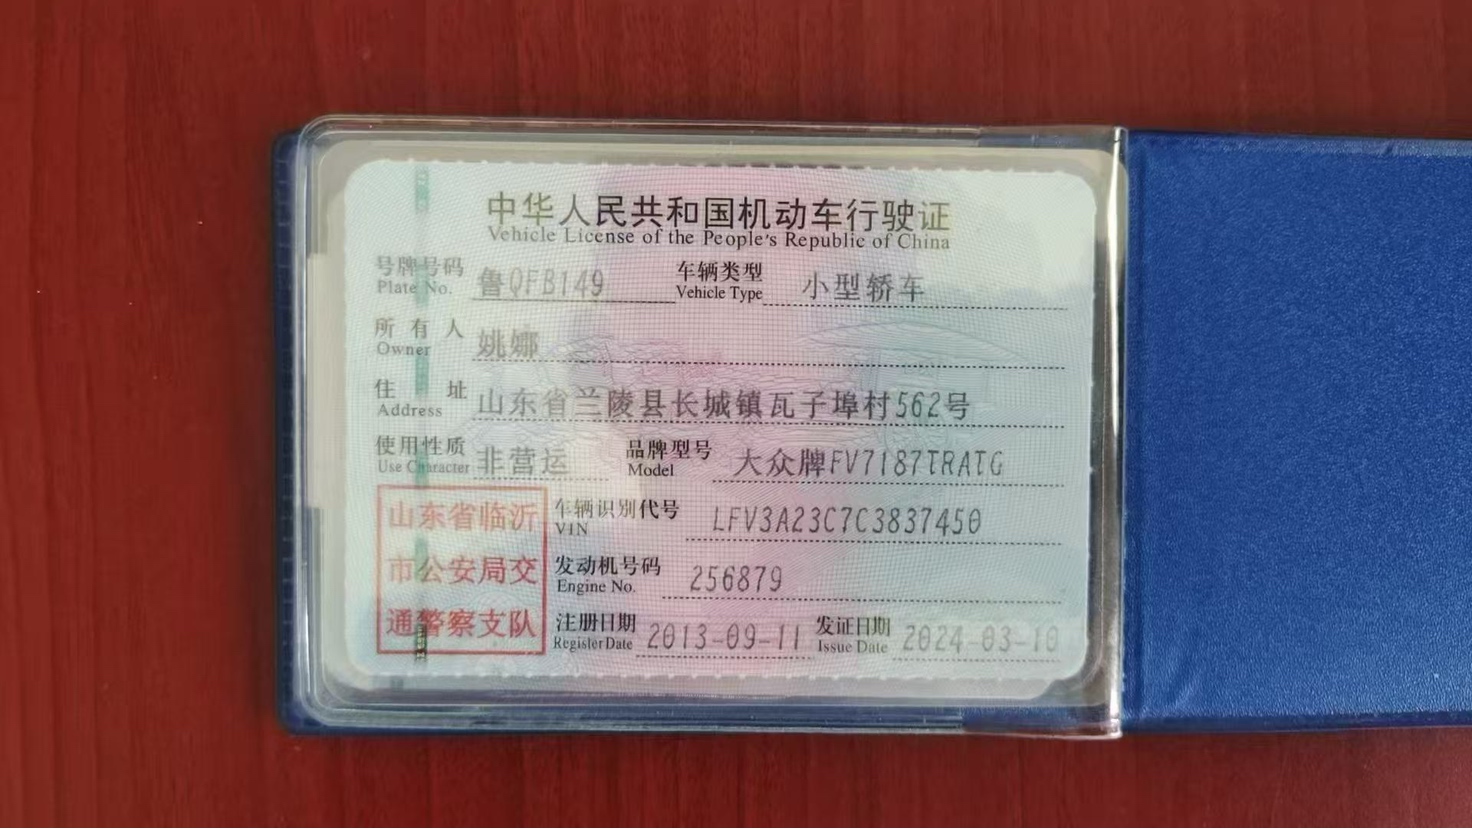 中华人民共和国机动车行驶证
Vehicle License of the People's Republic of China
号牌号码 鲁QFB149 车辆类型 小型轿车
Plate No. Vehicle Type
所有人 姚娜
Owner
住址 山东省兰陵县长城镇瓦子埠村562号
Address
使用性质 非营运 品牌型号 大众牌FV7187TRATG
Use Character Model
山东省临沂
市公安局交
通警察支队
车辆识别代号 LFV3A23C7C3837450
VIN
发动机号码 256879
Engine No.
注册日期 2013-09-11 发证日期 2024-03-10
Register Date Issue Date